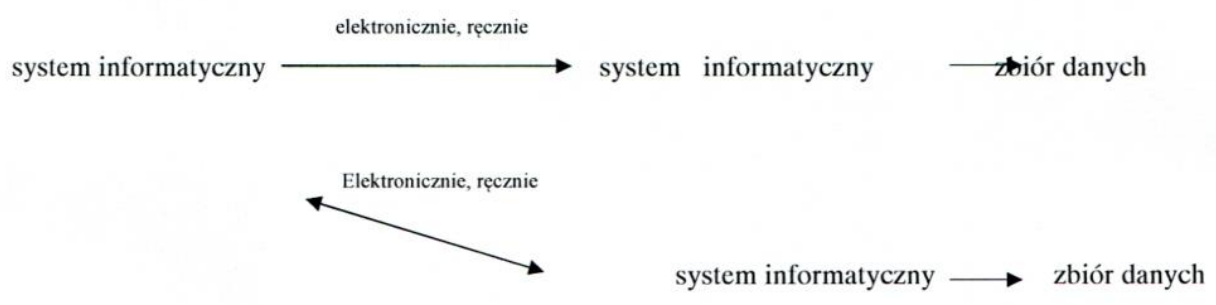 elektronicznie, ręcznie
system informatyczny system informatyczny zbiór danych
Elektronicznie, ręcznie
system informatyczny zbiór danych